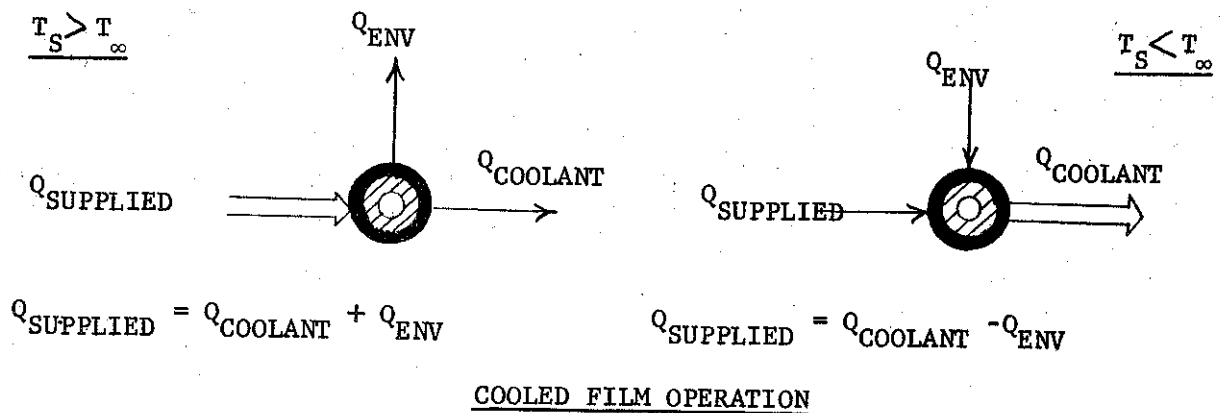 T_S > T_∞
Q_ENV
Q_SUPPLIED
Q_COOLANT
Q_SUPPLIED = Q_COOLANT + Q_ENV
T_S < T_∞
Q_ENV
Q_COOLANT
Q_SUPPLIED
Q_SUPPLIED = Q_COOLANT - Q_ENV
COOLED FILM OPERATION